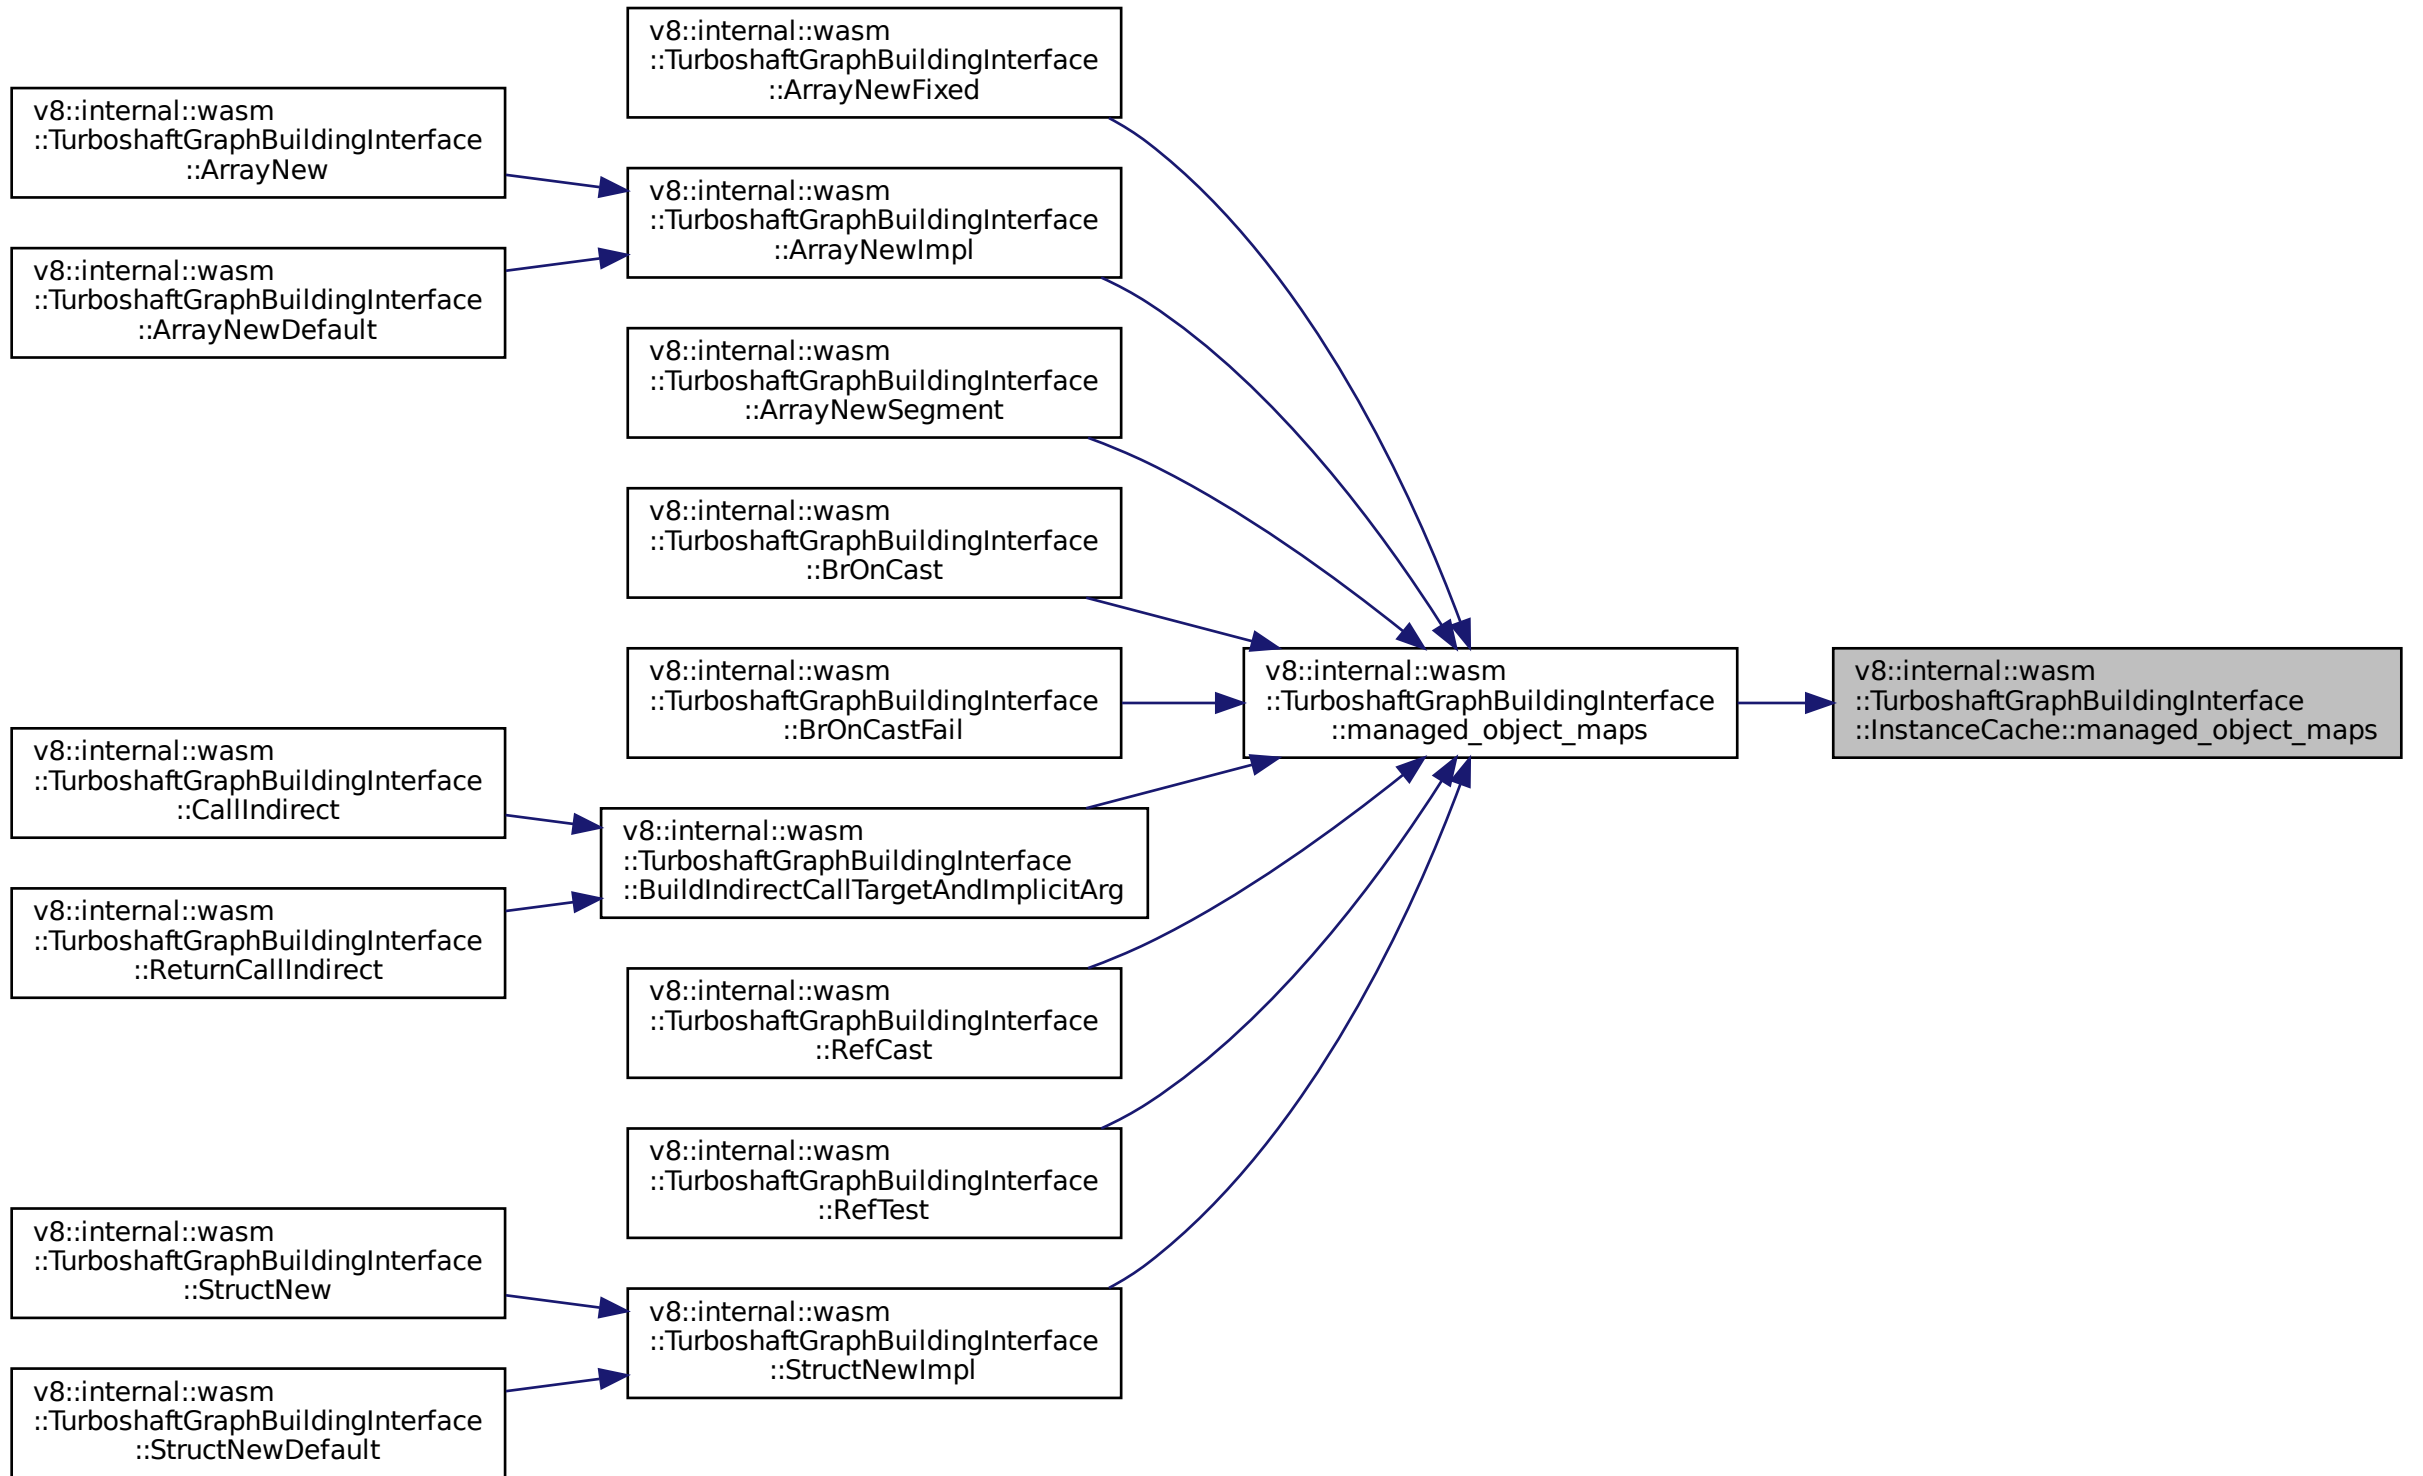 v8::internal::wasm
::TurboshaftGraphBuildingInterface
::ArrayNew
v8::internal::wasm
::TurboshaftGraphBuildingInterface
::ArrayNewDefault
v8::internal::wasm
::TurboshaftGraphBuildingInterface
::CallIndirect
v8::internal::wasm
::TurboshaftGraphBuildingInterface
::ReturnCallIndirect
v8::internal::wasm
::TurboshaftGraphBuildingInterface
::StructNew
v8::internal::wasm
::TurboshaftGraphBuildingInterface
::StructNewDefault
v8::internal::wasm
::TurboshaftGraphBuildingInterface
::ArrayNewFixed
v8::internal::wasm
::TurboshaftGraphBuildingInterface
::ArrayNewImpl
v8::internal::wasm
::TurboshaftGraphBuildingInterface
::ArrayNewSegment
v8::internal::wasm
::TurboshaftGraphBuildingInterface
::BrOnCast
v8::internal::wasm
::TurboshaftGraphBuildingInterface
::BrOnCastFail
v8::internal::wasm
::TurboshaftGraphBuildingInterface
::BuildIndirectCallTargetAndImplicitArg
v8::internal::wasm
::TurboshaftGraphBuildingInterface
::RefCast
v8::internal::wasm
::TurboshaftGraphBuildingInterface
::RefTest
v8::internal::wasm
::TurboshaftGraphBuildingInterface
::StructNewImpl
v8::internal::wasm
::TurboshaftGraphBuildingInterface
::managed_object_maps
v8::internal::wasm
::TurboshaftGraphBuildingInterface
::InstanceCache::managed_object_maps